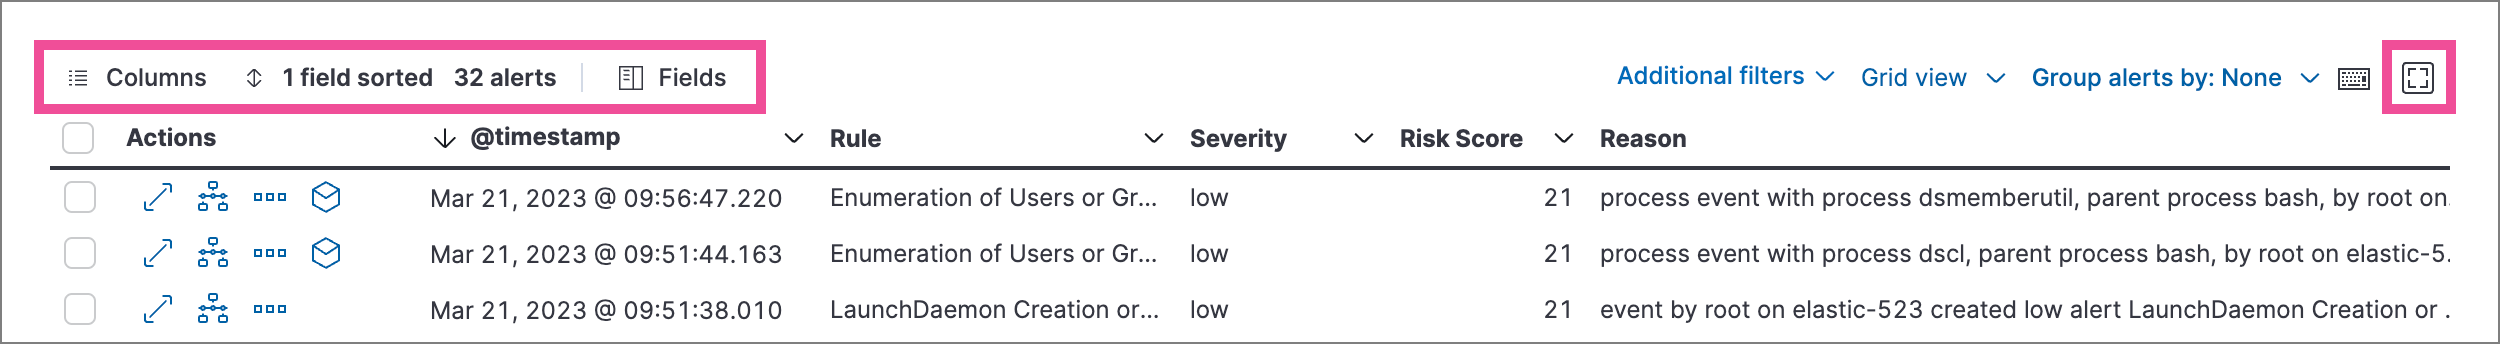 Columns 1 field sorted 32 alerts Fields Additional filters Grid view Group alerts by: None
Actions @timestamp Rule Severity Risk Score Reason
Mar 21, 2023 @ 09:56:47.220 Enumeration of Users or Gr... low 21 process event with process dsmemberutil, parent process bash, by root on.
Mar 21, 2023 @ 09:51:44.163 Enumeration of Users or Gr... low 21 process event with process dscl, parent process bash, by root on elastic-5.
Mar 21, 2023 @ 09:51:38.010 LaunchDaemon Creation or... low 21 event by root on elastic-523 created low alert LaunchDaemon Creation or .